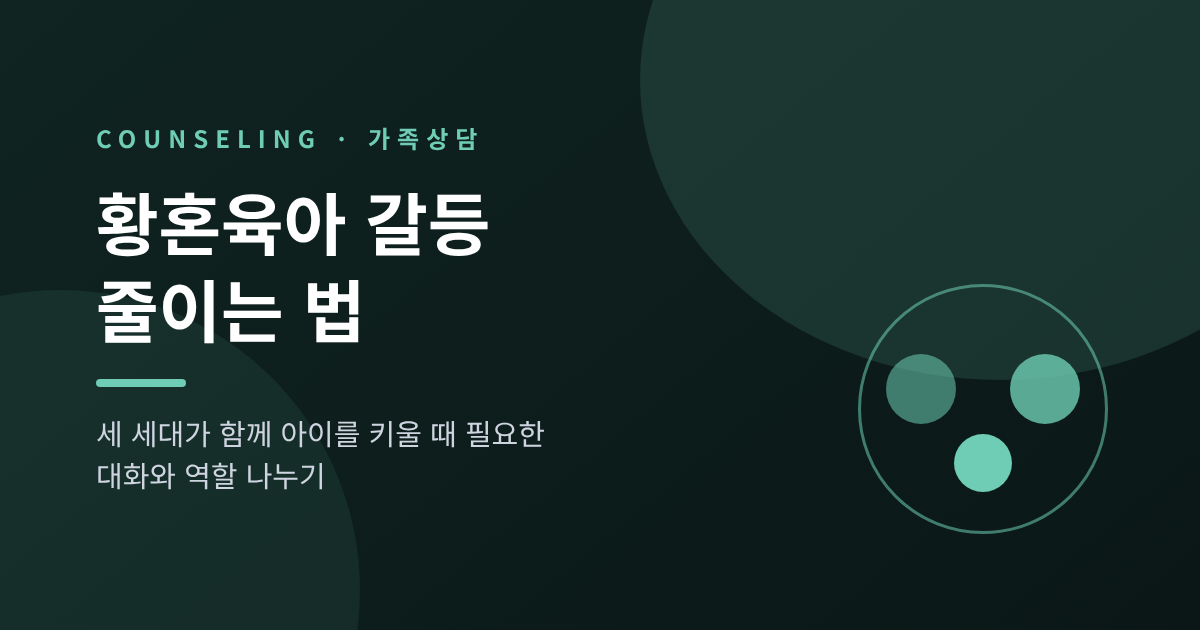 COUNSELING · 가족상담
황혼육아 갈등
줄이는 법
세 세대가 함께 아이를 키울 때 필요한
대화와 역할 나누기